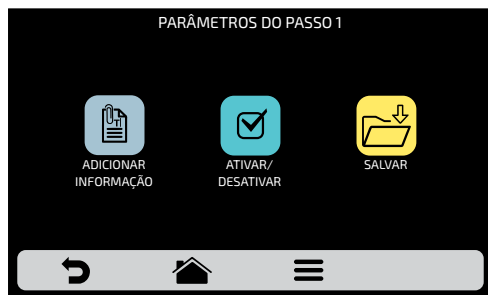 PARÂMETROS DO PASSO 1
ADICIONAR
INFORMAÇÃO
ATIVAR/
DESATIVAR
SALVAR